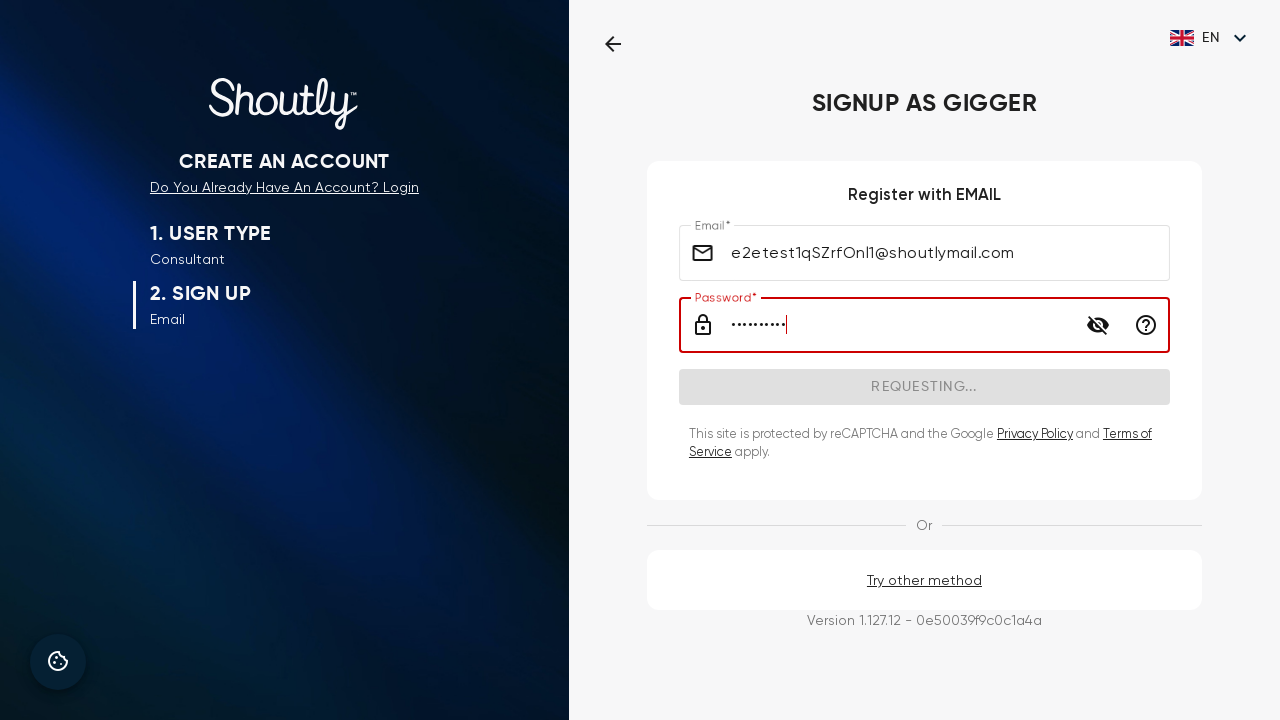 Shoutly™
CREATE AN ACCOUNT
Do You Already Have An Account? Login
1. USER TYPE
Consultant
2. SIGN UP
Email
EN
SIGNUP AS GIGGER
Register with EMAIL
Email*
e2etest1qSZrfOnl1@shoutlymail.com
Password*
••••••••••
REQUESTING...
This site is protected by reCAPTCHA and the Google Privacy Policy and Terms of
Service apply.
Or
Try other method
Version 1.127.12 - 0e50039f9c0c1a4a